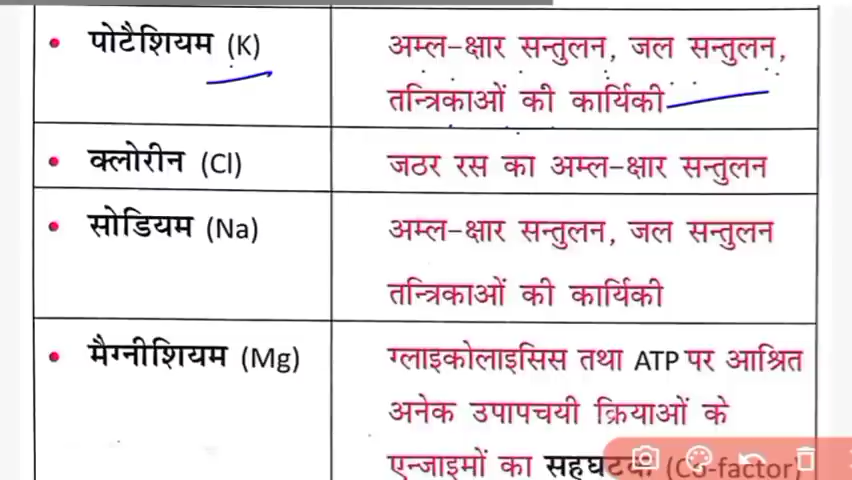 • पोटैशियम (K)
अम्ल-क्षार सन्तुलन, जल सन्तुलन,
तन्त्रिकाओं की कार्यिकी
• क्लोरीन (Cl)
जठर रस का अम्ल-क्षार सन्तुलन
• सोडियम (Na)
अम्ल-क्षार सन्तुलन, जल सन्तुलन
तन्त्रिकाओं की कार्यिकी
• मैग्नीशियम (Mg)
ग्लाइकोलाइसिस तथा ATP पर आश्रित
अनेक उपापचयी क्रियाओं के
एन्जाइमों का सहघटक (Co-factor)